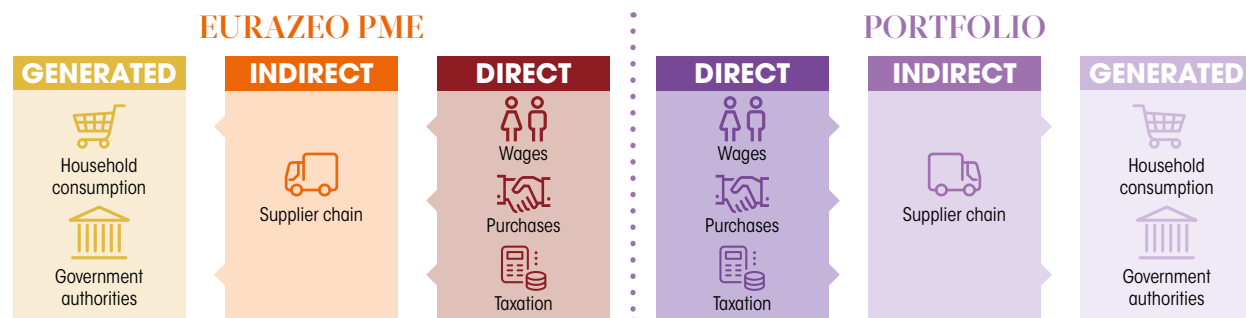 EURAZEO PME
PORTFOLIO
GENERATED
Household
consumption
Government
authorities
INDIRECT
Supplier chain
DIRECT
Wages
Purchases
Taxation
DIRECT
Wages
Purchases
Taxation
INDIRECT
Supplier chain
GENERATED
Household
consumption
Government
authorities